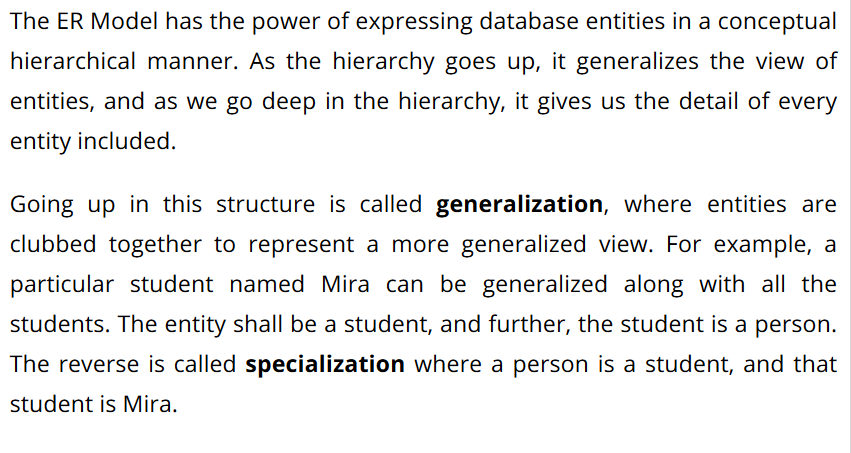 The ER Model has the power of expressing database entities in a conceptual
hierarchical manner. As the hierarchy goes up, it generalizes the view of
entities, and as we go deep in the hierarchy, it gives us the detail of every
entity included.
Going up in this structure is called generalization, where entities are
clubbed together to represent a more generalized view. For example, a
particular student named Mira can be generalized along with all the
students. The entity shall be a student, and further, the student is a person.
The reverse is called specialization where a person is a student, and that
student is Mira.